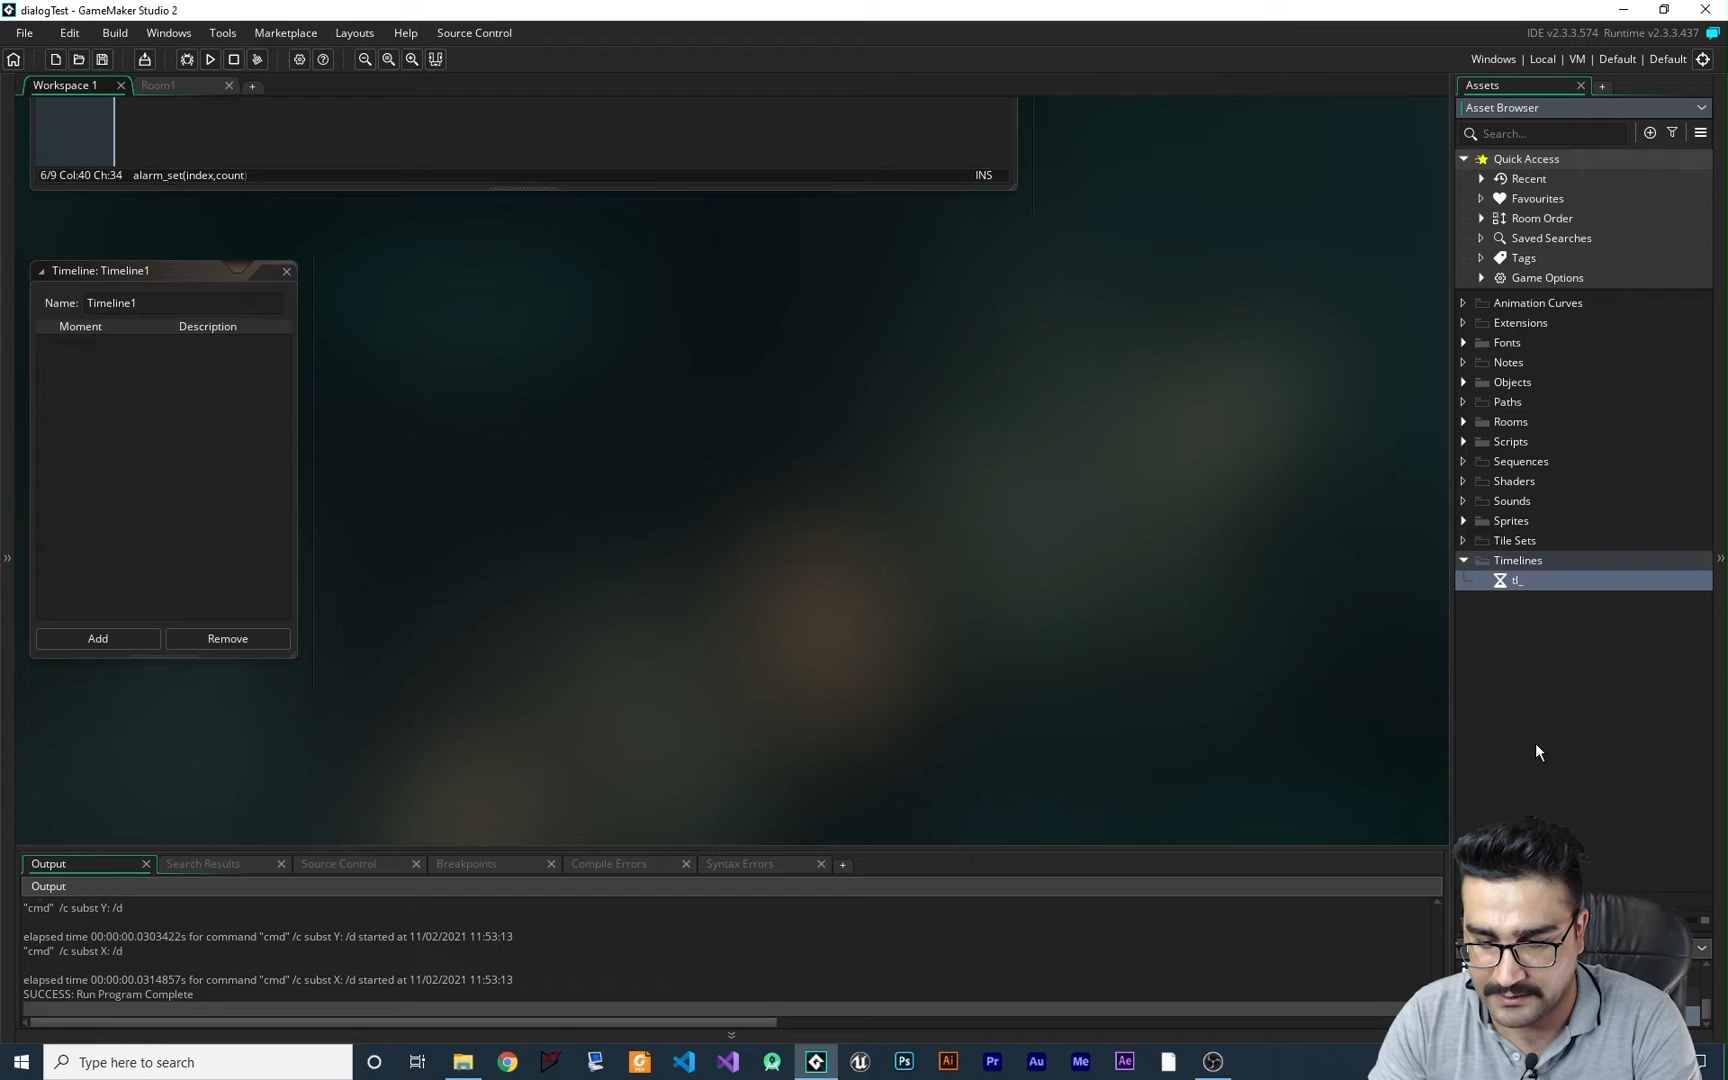 dialogTest - GameMaker Studio 2
File Edit Build Windows Tools Marketplace Layouts Help Source Control
IDE v2.3.3.574 Runtime v2.3.3.437
Windows | Local | VM | Default | Default
Workspace 1
Room1
6/9 Col:40 Ch:34 alarm_set(index,count)
INS
Timeline: Timeline1
Name: Timeline1
Moment Description
Add Remove
Assets
Asset Browser
Search...
Quick Access
Recent
Favourites
Room Order
Saved Searches
Tags
Game Options
Animation Curves
Extensions
Fonts
Notes
Objects
Paths
Rooms
Scripts
Sequences
Shaders
Sounds
Sprites
Tile Sets
Timelines
tl_
Output Search Results Source Control Breakpoints Compile Errors Syntax Errors
Output
"cmd" /c subst Y: /d
elapsed time 00:00:00.0303422s for command "cmd" /c subst Y: /d started at 11/02/2021 11:53:13
"cmd" /c subst X: /d
elapsed time 00:00:00.0314857s for command "cmd" /c subst X: /d started at 11/02/2021 11:53:13
SUCCESS: Run Program Complete
Type here to search
Ps
Ai
Pr
Au
Me
Ae